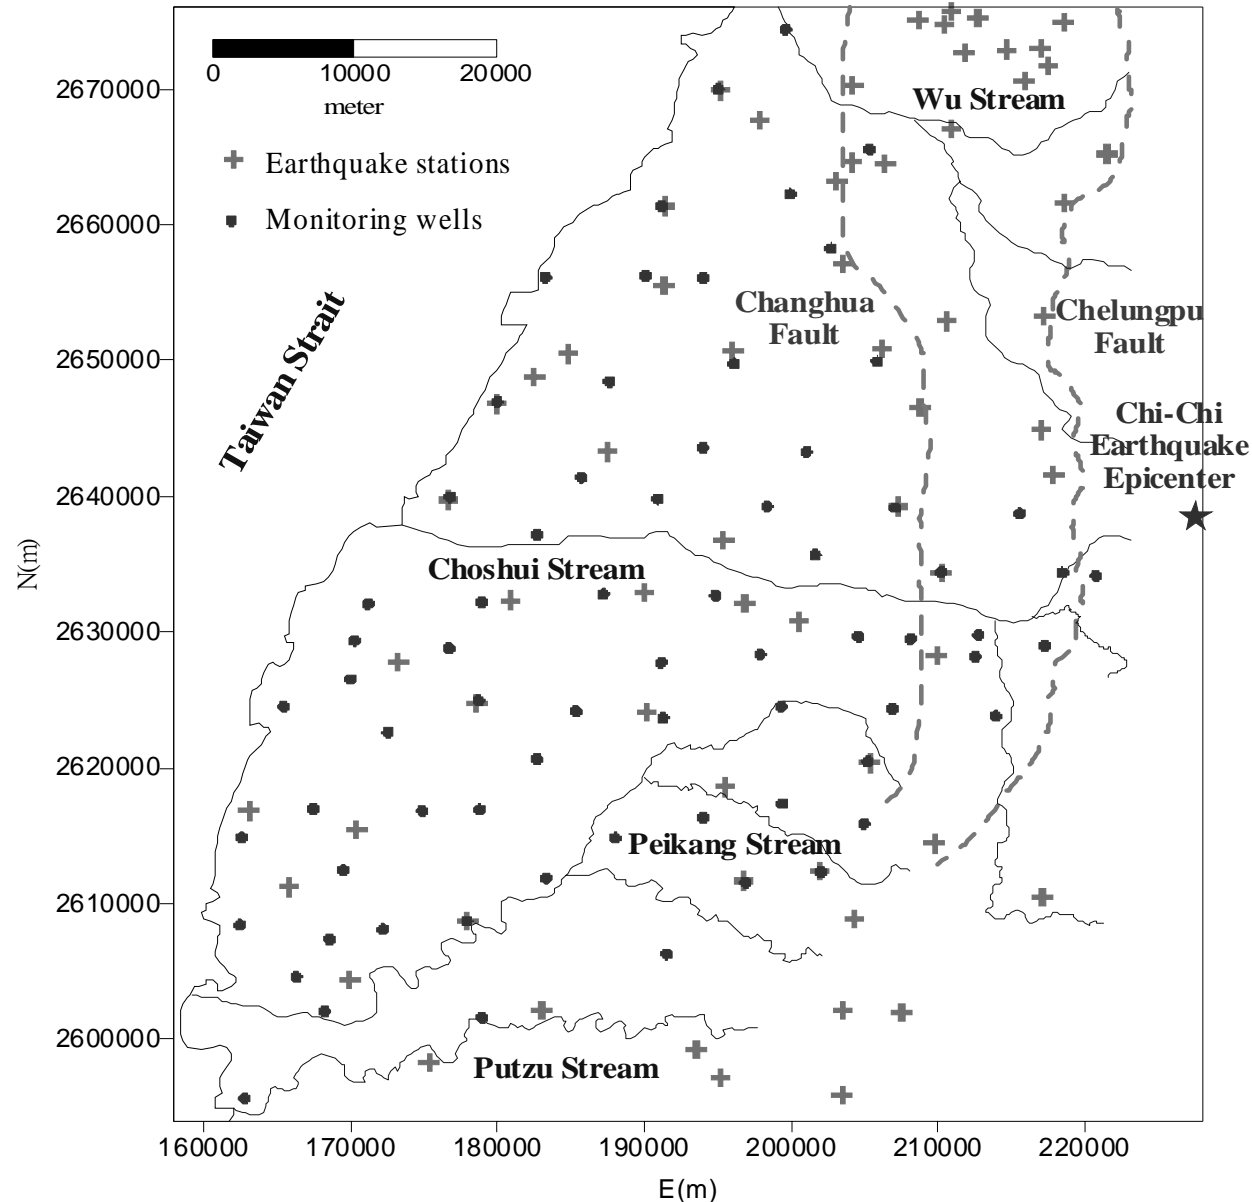 0
10000
20000
meter
Earthquake stations
Monitoring wells
2670000
2660000
2650000
2640000
2630000
2620000
2610000
2600000
N(m)
Wu Stream
Taiwan Strait
Changhua
Fault
Chelungpu
Fault
Chi-Chi
Earthquake
Epicenter
Choshui Stream
Peikang Stream
Putzu Stream
160000
170000
180000
190000
200000
210000
220000
E(m)